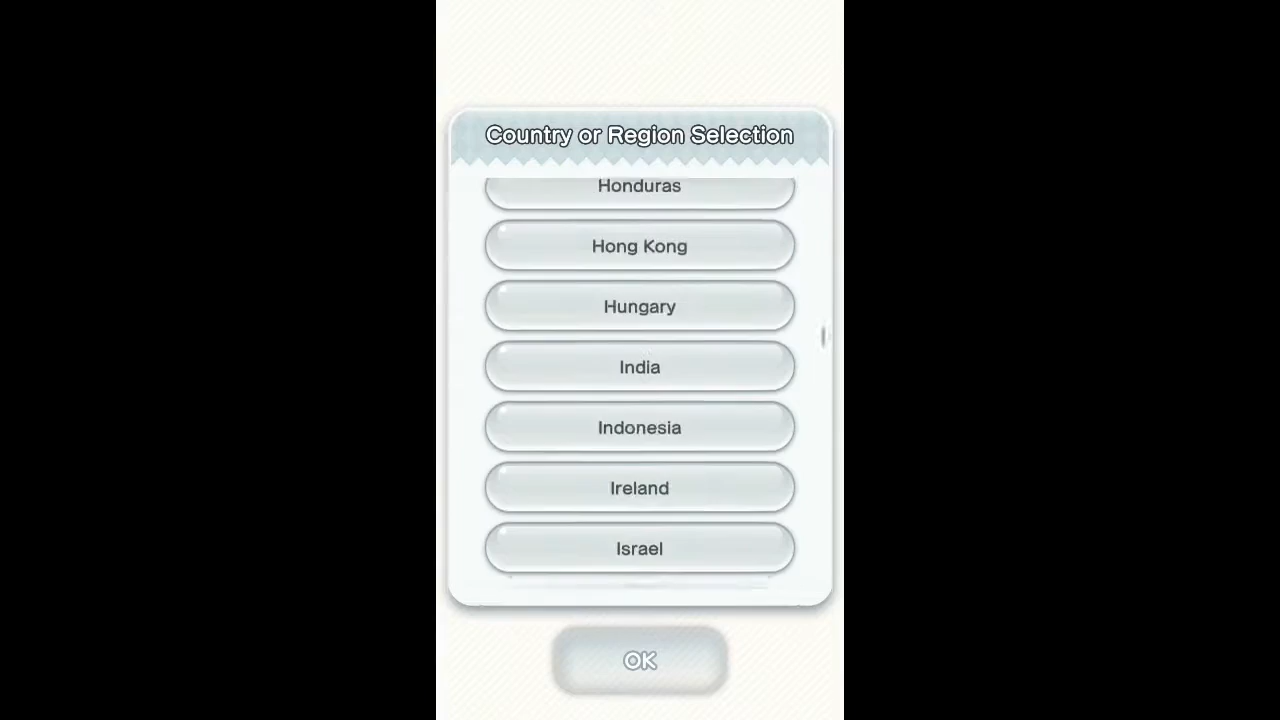 Country or Region Selection
Honduras
Hong Kong
Hungary
India
Indonesia
Ireland
Israel
OK